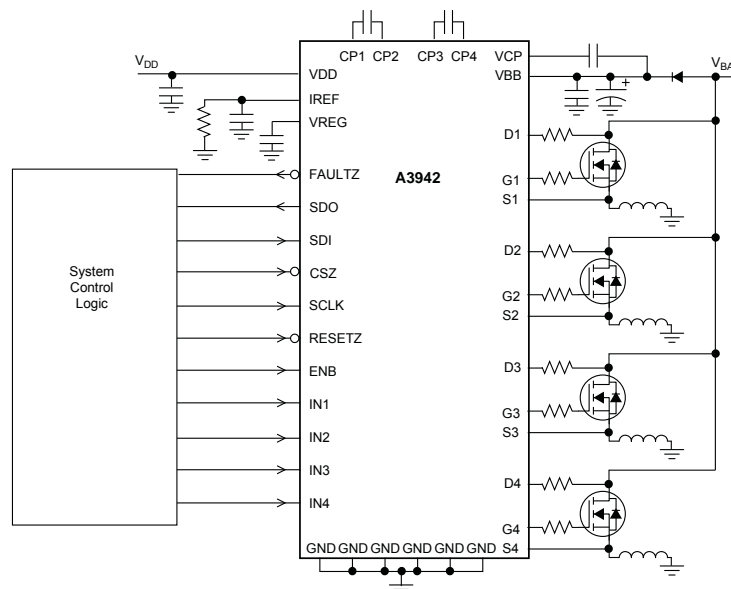 CP1 CP2 CP3 CP4
V_DD
VDD
IREF
VREG
FAULTZ
SDO
SDI
CSZ
SCLK
RESETZ
ENB
IN1
IN2
IN3
IN4
A3942
System
Control
Logic
VCP
VBB
V_BA
+
D1
G1
S1
D2
G2
S2
D3
G3
S3
D4
G4
S4
GND GND GND GND GND GND